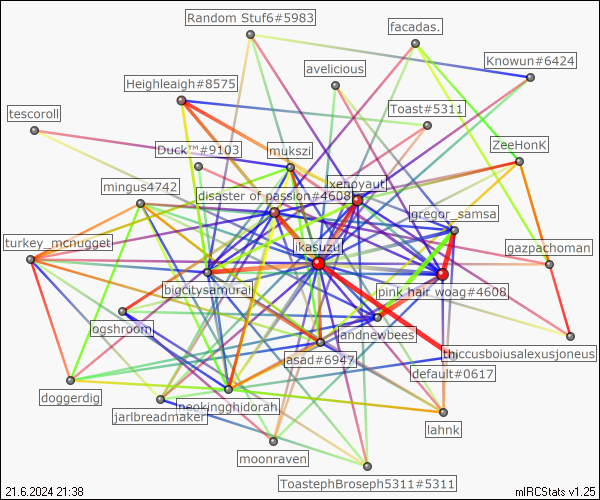 Random Stuf6#5983
facadas.
Knowun#6424
avelicious
Heighleaigh#8575
Toast#5311
tescoroll
ZeeHonK
Duck™#9103
mukszi
xenoyaut
mingus4742
disaster of passion#4608
gregor_samsa
turkey_mcnugget
ikasuzu
gazpachoman
bigcitysamurai
pink hair woag#4608
ogshroom
andnewbees
asad#6947
thiccusboiusalexusjoneus
default#0617
doggerdig
neokingghidorah
jarlbreadmaker
lahnk
moonraven
ToastephBroseph5311#5311
21.6.2024 21:38
mIRCStats v1.25